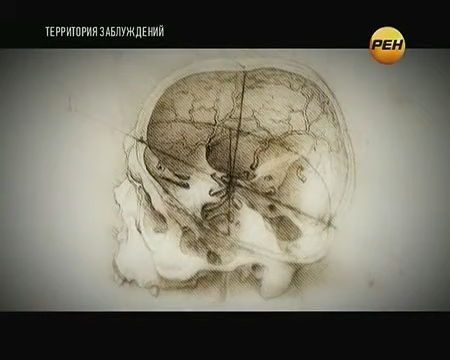 ТЕРРИТОРИЯ ЗАБЛУЖДЕНИЙ
РЕН